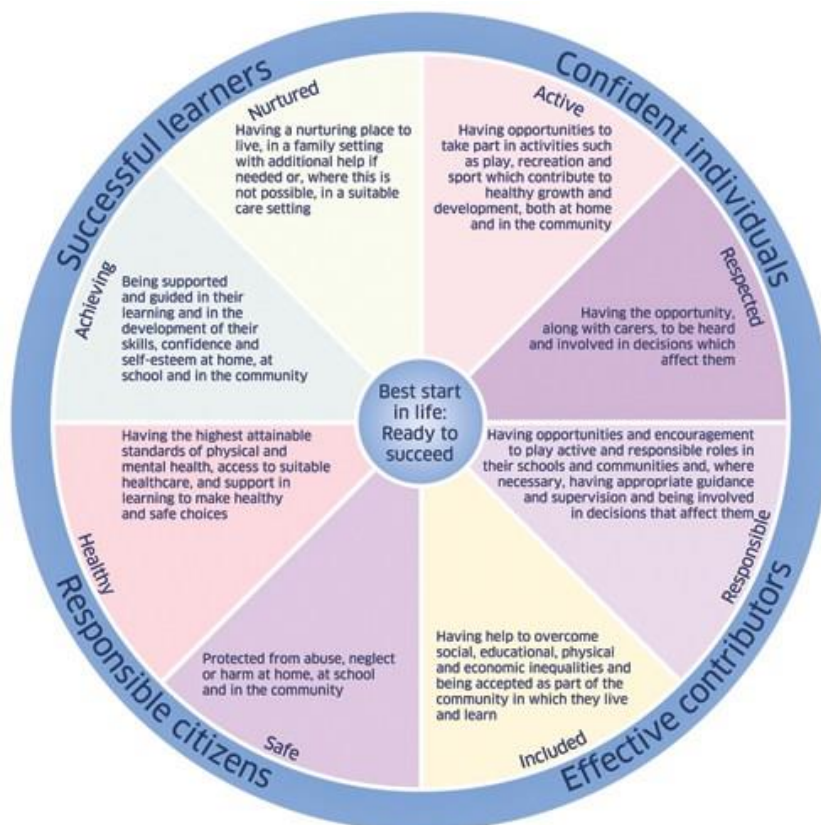 Successful learners
Confident individuals
Nurtured
Having a nurturing place to
live, in a family setting
with additional help if
needed or, where this is
not possible, in a suitable
care setting
Active
Having opportunities to
take part in activities such
as play, recreation and
sport which contribute to
healthy growth and
development, both at home
and in the community
Achieving
Being supported
and guided in their
learning and in the
development of their
skills, confidence and
self-esteem at home, at
school and in the community
Respected
Having the opportunity,
along with carers, to be heard
and involved in decisions which
affect them
Best start
in life:
Ready to
succeed
Healthy
Having the highest attainable
standards of physical and
mental health, access to suitable
healthcare, and support in
learning to make healthy
and safe choices
Having opportunities and encouragement
to play active and responsible roles in
their schools and communities and, where
necessary, having appropriate guidance
and supervision and being involved
in decisions that affect them
Responsible
Protected from abuse, neglect
or harm at home, at school
and in the community
Safe
Having help to overcome
social, educational, physical
and economic inequalities and
being accepted as part of the
community in which they live
and learn
Included
Responsible citizens
Effective contributors